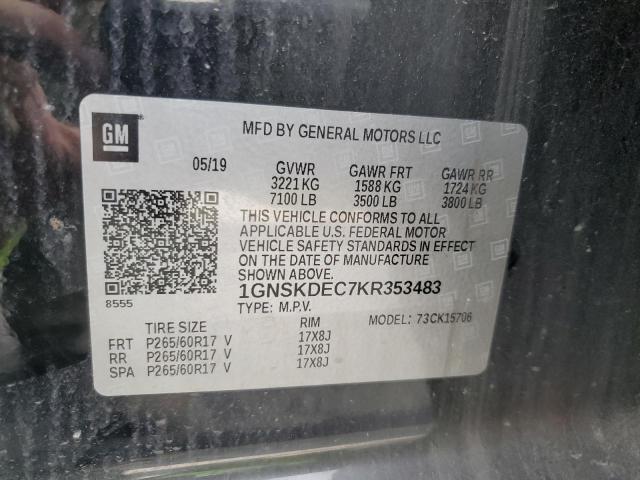 GM
MFD BY GENERAL MOTORS LLC
05/19 GVWR GAWR FRT GAWR RR
3221 KG 1588 KG 1724 KG
7100 LB 3500 LB 3800 LB
THIS VEHICLE CONFORMS TO ALL
APPLICABLE U.S. FEDERAL MOTOR
VEHICLE SAFETY STANDARDS IN EFFECT
ON THE DATE OF MANUFACTURE
SHOWN ABOVE.
8555
1GNSKDEC7KR353483
TYPE: M.P.V. MODEL: 73CK15706
TIRE SIZE RIM
FRT P265/60R17 V 17X8J
RR P265/60R17 V 17X8J
SPA P265/60R17 V 17X8J